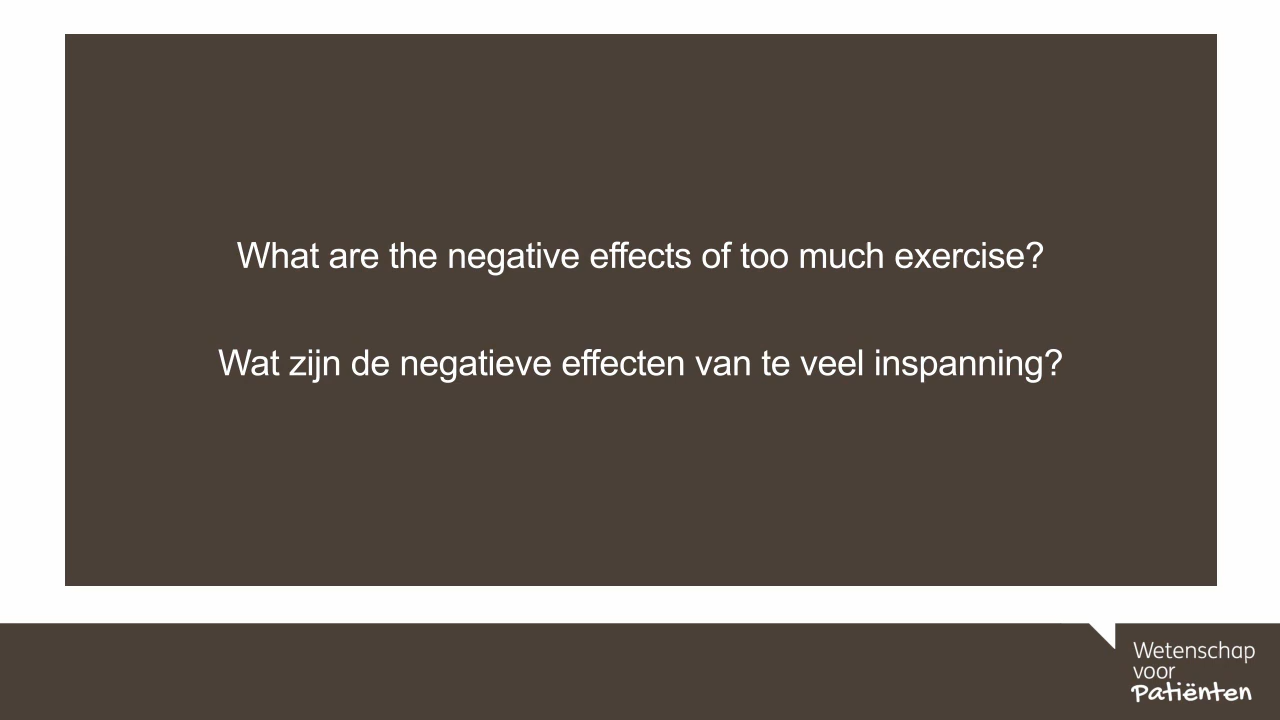 What are the negative effects of too much exercise?
Wat zijn de negatieve effecten van te veel inspanning?
Wetenschap
voor
Patiënten